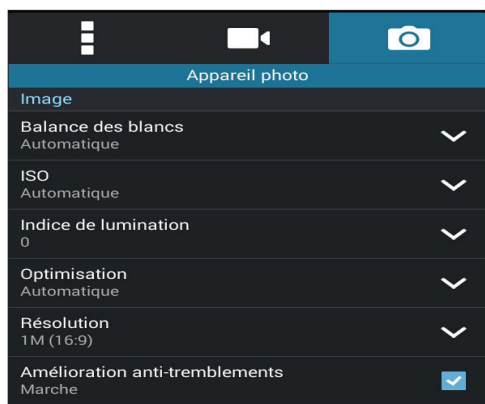 Appareil photo
Image
Balance des blancs
Automatique
ISO
Automatique
Indice de lumination
0
Optimisation
Automatique
Résolution
1M (16:9)
Amélioration anti-tremblements
Marche